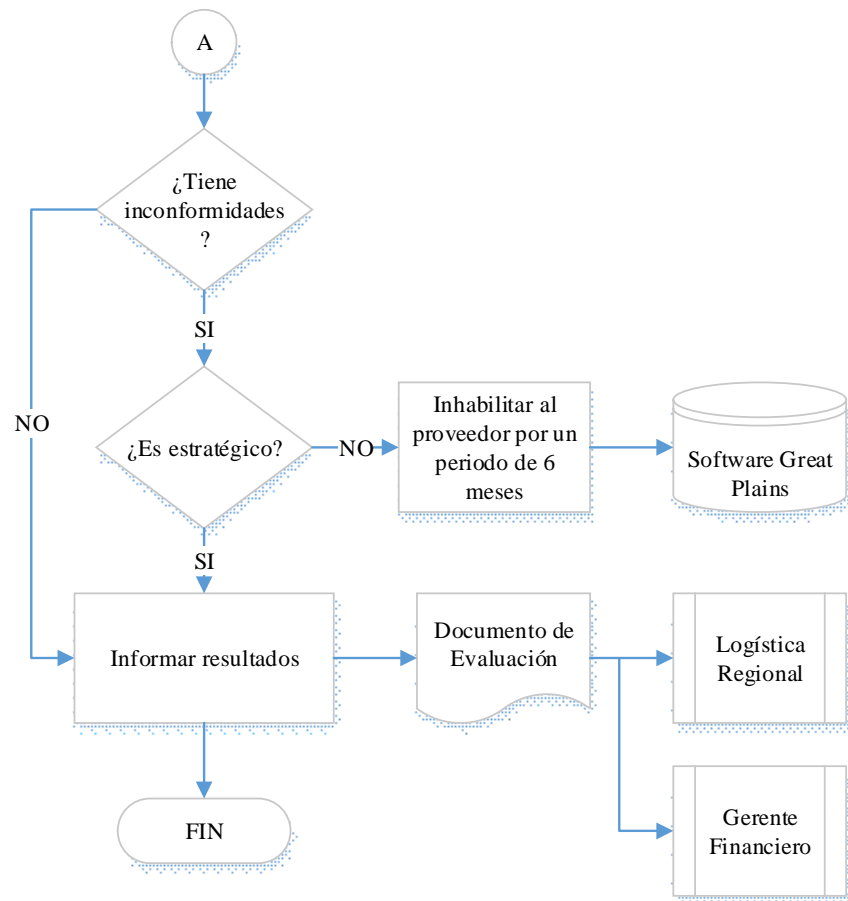 A
¿Tiene
inconformidades
?
SI
NO
¿Es estratégico?
NO
Inhabilitar al
proveedor por un
periodo de 6
meses
Software Great
Plains
SI
Informar resultados
Documento de
Evaluación
Logística
Regional
FIN
Gerente
Financiero